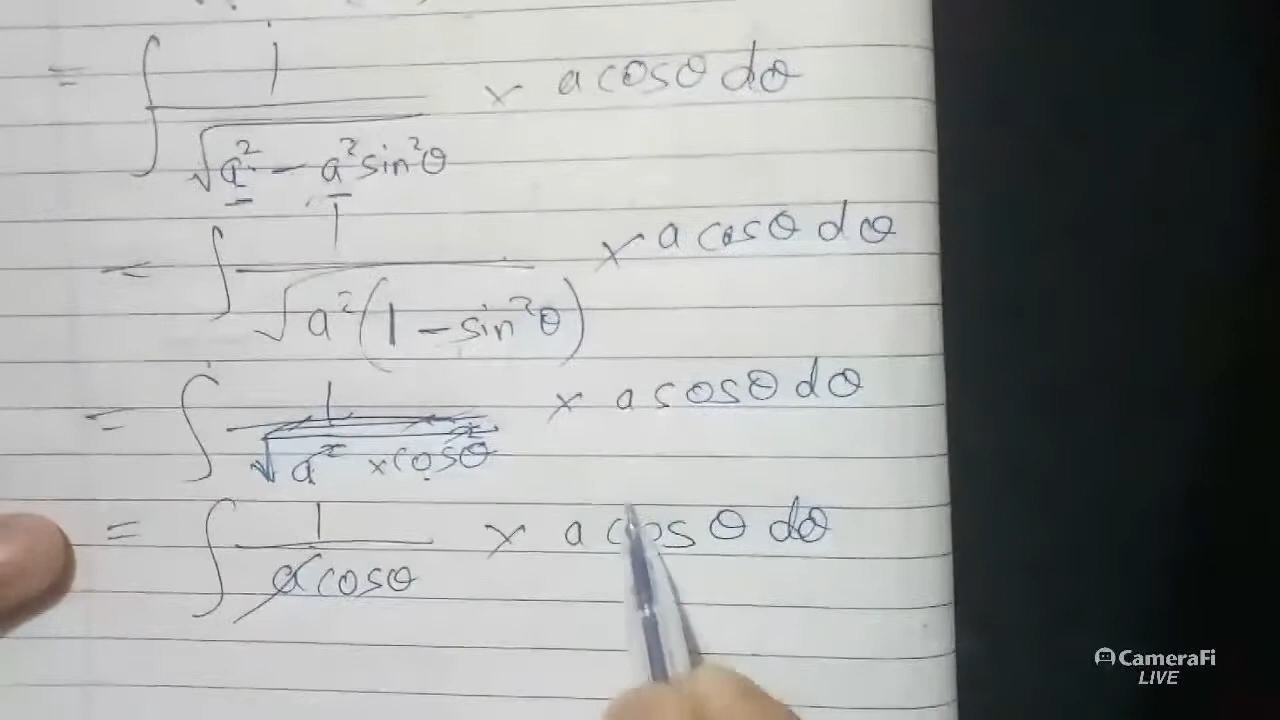 = ∫ 1/√(a² − a² sin²θ) × a cosθ dθ
= ∫ 1/√(a²(1 − sin²θ)) × a cosθ dθ
= ∫ 1/√(a² × cos²θ) × a cosθ dθ
= ∫ 1/(a cosθ) × a cosθ dθ
CameraFi
LIVE